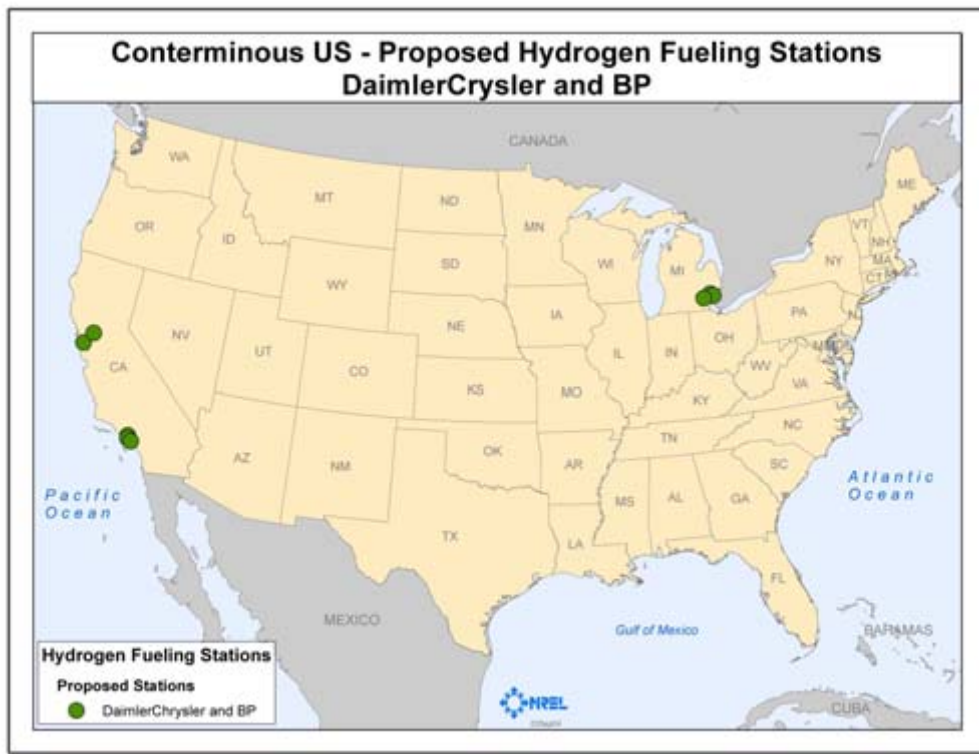 Conterminous US - Proposed Hydrogen Fueling Stations
DaimlerCrysler and BP
CANADA
WA
MT
ND
MN
ME
OR
ID
SD
WI
MI
VT
NH
NY
MA
CT
WY
IA
PA
NE
NV
UT
CO
IL
IN
OH
WV
VA
CA
KS
MO
KY
NC
TN
AZ
NM
OK
AR
SC
MS
AL
GA
TX
LA
FL
Pacific
Ocean
Atlantic
Ocean
MEXICO
Gulf of Mexico
BAHAMAS
CUBA
Hydrogen Fueling Stations
Proposed Stations
DaimlerChrysler and BP
NREL